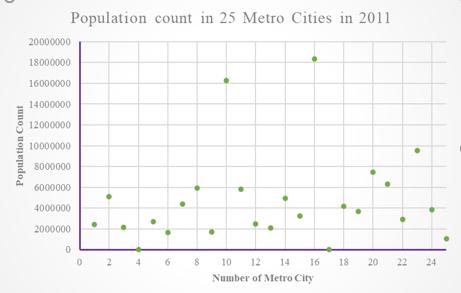 Population count in 25 Metro Cities in 2011
20000000
18000000
16000000
14000000
12000000
10000000
8000000
6000000
4000000
2000000
0
0 2 4 6 8 10 12 14 16 18 20 22 24
Population Count
Number of Metro City